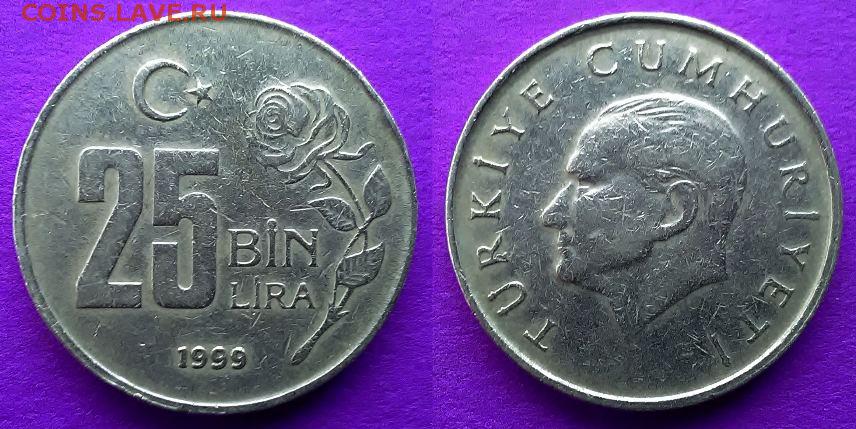 COINS.LAVE.RU
25 BİN
LİRA
1999
TÜRKİYE CUMHURİYETİ